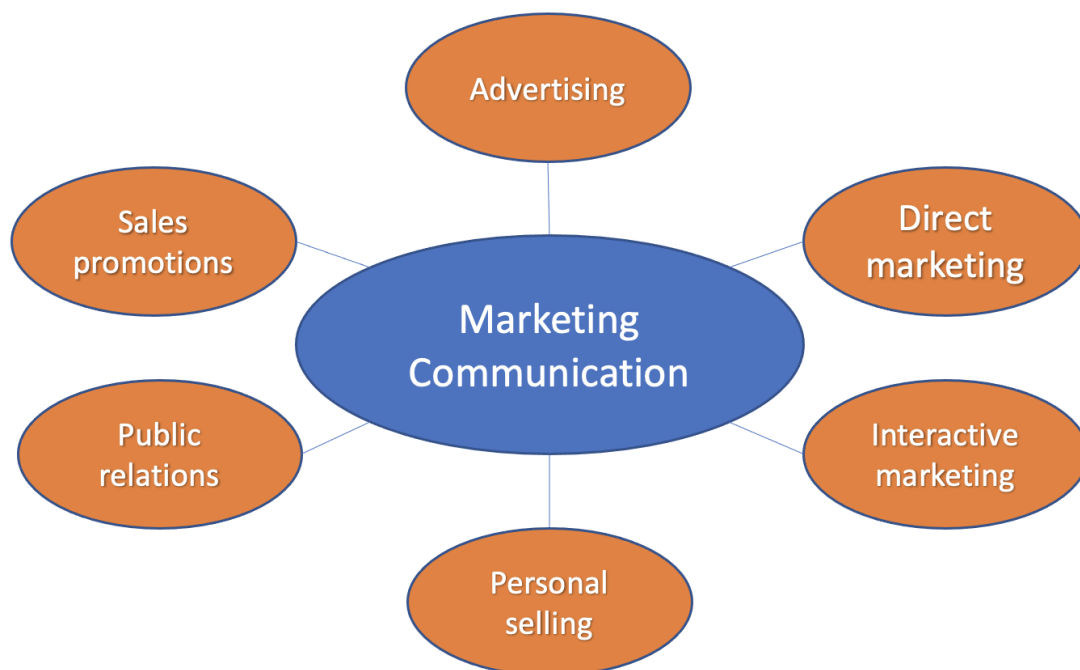 Advertising
Sales
promotions
Direct
marketing
Marketing
Communication
Public
relations
Interactive
marketing
Personal
selling